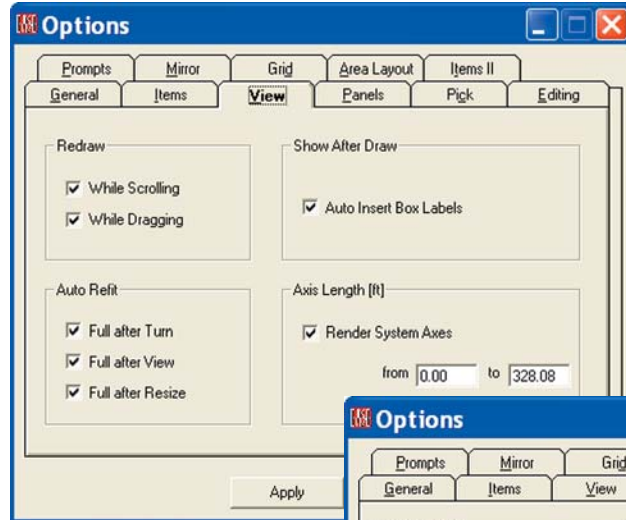 Options
Prompts Mirror Grid Area Layout Items II
General Items View Panels Pick Editing
Redraw
While Scrolling
While Dragging
Show After Draw
Auto Insert Box Labels
Auto Refit
Full after Turn
Full after View
Full after Resize
Axis Length [ft]
Render System Axes
from 0.00 to 328.08
Apply
Options
Prompts Mirror Grid
General Items View